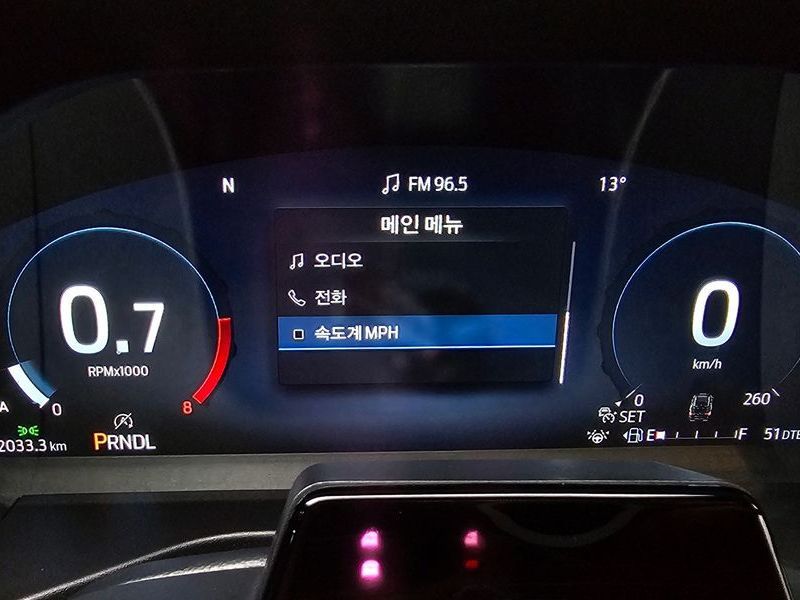 N
FM 96.5
13°
메인 메뉴
오디오
전화
속도계 MPH
0.7
RPMx1000
0
8
0
km/h
0
260
A
SET
2033.3 km
PRNDL
E
F
51 DTE